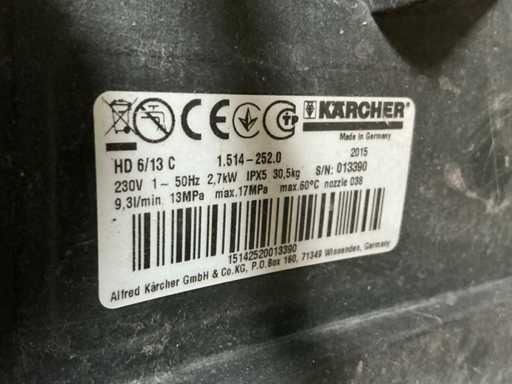 KÄRCHER
Made in Germany
HD 6/13 C 1.514-252.0 2015
230V 1~ 50Hz 2,7kW IPX5 30,5kg S/N: 013390
9,3l/min. 13MPa max.17MPa max.60°C nozzle 036
15142520013390
Alfred Kärcher GmbH & Co.KG, P.O.Box 160, 71349 Winnenden, Germany